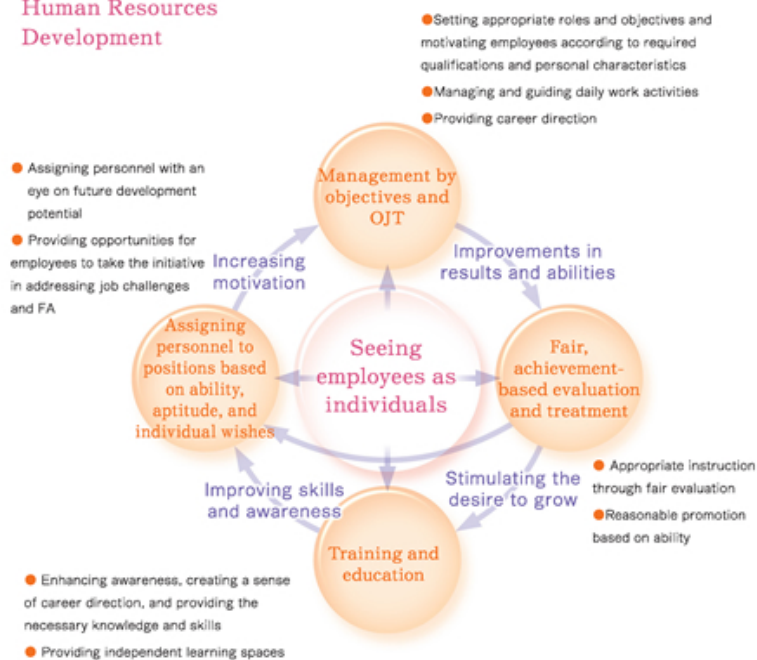 Human Resources
Development
●Setting appropriate roles and objectives and
motivating employees according to required
qualifications and personal characteristics
●Managing and guiding daily work activities
●Providing career direction
● Assigning personnel with an
eye on future development
potential
● Providing opportunities for
employees to take the initiative
in addressing job challenges
and FA
Management by
objectives and
OJT
Increasing
motivation
Improvements in
results and abilities
Assigning
personnel to
positions based
on ability,
aptitude, and
individual wishes
Seeing
employees as
individuals
Fair,
achievement-
based evaluation
and treatment
Improving skills
and awareness
Stimulating the
desire to grow
● Appropriate instruction
through fair evaluation
●Reasonable promotion
based on ability
Training and
education
● Enhancing awareness, creating a sense
of career direction, and providing the
necessary knowledge and skills
● Providing independent learning spaces